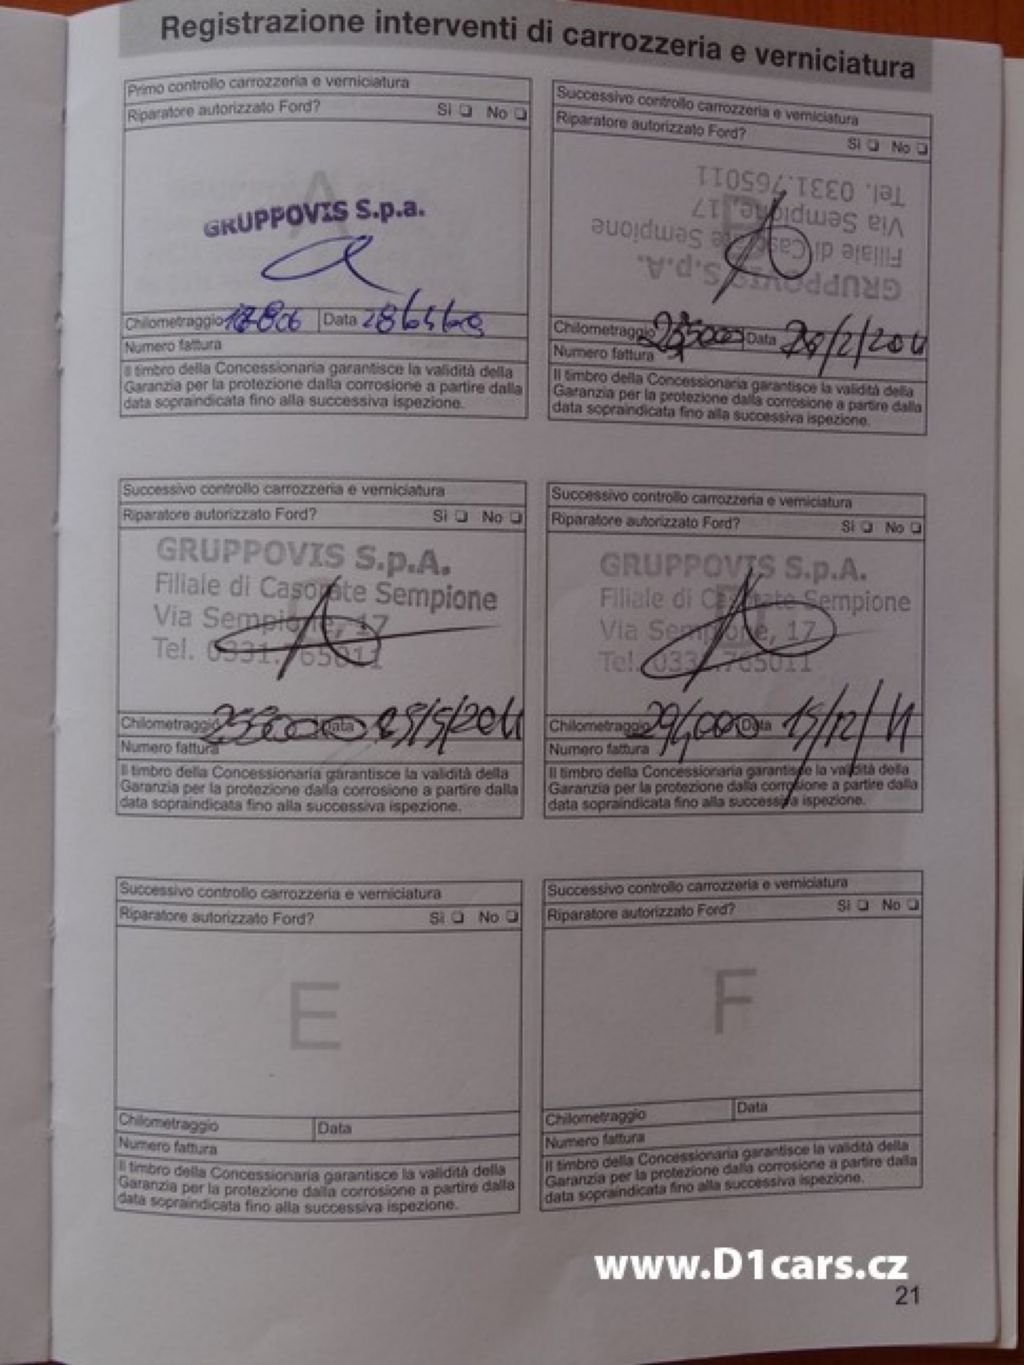 Registrazione interventi di carrozzeria e verniciatura
Primo controllo carrozzeria e verniciatura
Riparatore autorizzato Ford? Sì ❑ No ❑
A
GRUPPOVIS S.p.a.
Chilometraggio Data
Numero fattura
Il timbro della Concessionaria garantisce la validità della
Garanzia per la protezione dalla corrosione a partire dalla
data sopraindicata fino alla successiva ispezione.
Successivo controllo carrozzeria e verniciatura
Riparatore autorizzato Ford? Sì ❑ No ❑
GRUPPOVIS S.p.A.
Filiale di Casorate Sempione
Via Sempione, 17
Tel. 0331.765011
Chilometraggio Data
Numero fattura
Il timbro della Concessionaria garantisce la validità della
Garanzia per la protezione dalla corrosione a partire dalla
data sopraindicata fino alla successiva ispezione.
Successivo controllo carrozzeria e verniciatura
Riparatore autorizzato Ford? Sì ❑ No ❑
GRUPPOVIS S.p.A.
Filiale di Casorate Sempione
Via Sempione, 17
Tel. 0331.765011
Chilometraggio Data 25/5/2011
Numero fattura
Il timbro della Concessionaria garantisce la validità della
Garanzia per la protezione dalla corrosione a partire dalla
data sopraindicata fino alla successiva ispezione.
Successivo controllo carrozzeria e verniciatura
Riparatore autorizzato Ford? Sì ❑ No ❑
GRUPPOVIS S.p.A.
Filiale di Casorate Sempione
Via Sempione, 17
Tel. 0331.765011
Chilometraggio Data 15/12/11
Numero fattura
Il timbro della Concessionaria garantisce la validità della
Garanzia per la protezione dalla corrosione a partire dalla
data sopraindicata fino alla successiva ispezione.
Successivo controllo carrozzeria e verniciatura
Riparatore autorizzato Ford? Sì ❑ No ❑
E
Chilometraggio Data
Numero fattura
Il timbro della Concessionaria garantisce la validità della
Garanzia per la protezione dalla corrosione a partire dalla
data sopraindicata fino alla successiva ispezione.
Successivo controllo carrozzeria e verniciatura
Riparatore autorizzato Ford? Sì ❑ No ❑
F
Chilometraggio Data
Numero fattura
Il timbro della Concessionaria garantisce la validità della
Garanzia per la protezione dalla corrosione a partire dalla
data sopraindicata fino alla successiva ispezione.
www.D1cars.cz
21